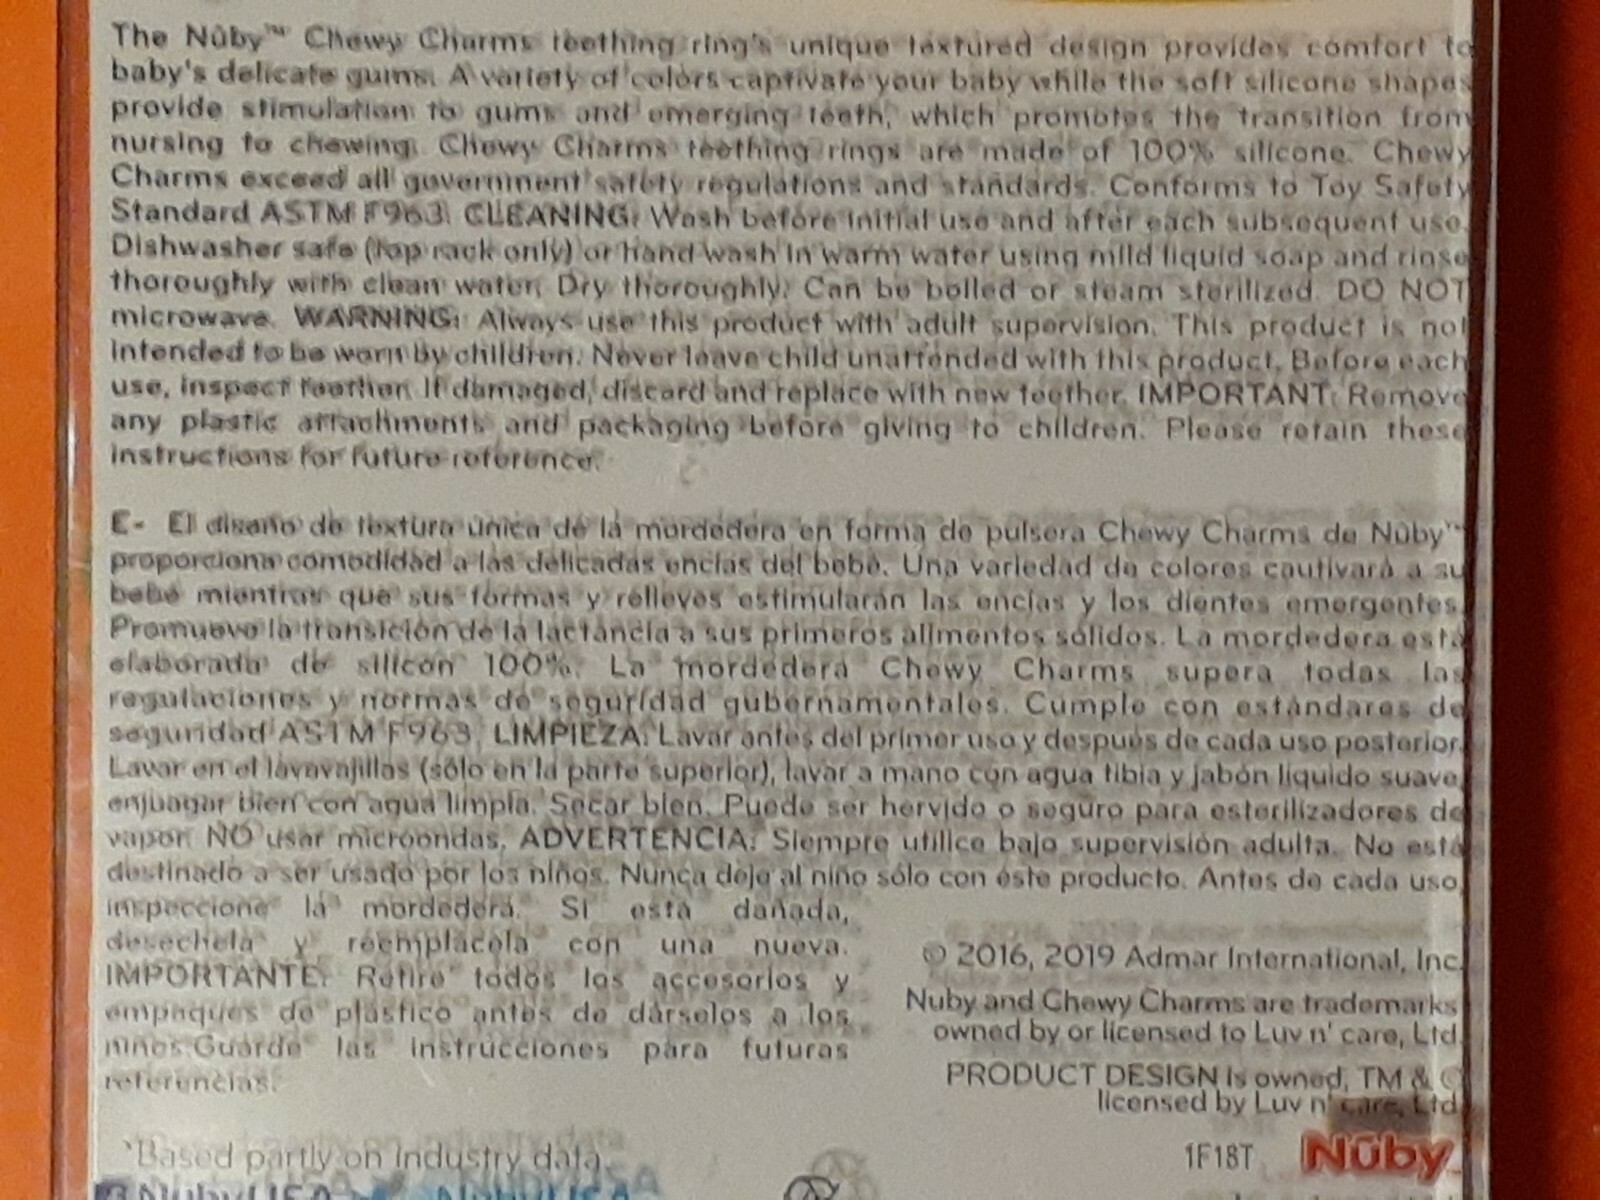 The Nûby™ Chewy Charms teething ring's unique textured design provides comfort to
baby's delicate gums. A variety of colors captivate your baby while the soft silicone shapes
provide stimulation to gums and emerging teeth, which promotes the transition from
nursing to chewing. Chewy Charms teething rings are made of 100% silicone. Chewy
Charms exceed all government safety regulations and standards. Conforms to Toy Safety
Standard ASTM F963. CLEANING: Wash before initial use and after each subsequent use.
Dishwasher safe (top rack only) or hand wash in warm water using mild liquid soap and rinse
thoroughly with clean water. Dry thoroughly. Can be boiled or steam sterilized. DO NOT
microwave. WARNING: Always use this product with adult supervision. This product is not
intended to be worn by children. Never leave child unattended with this product. Before each
use, inspect teether. If damaged, discard and replace with new teether. IMPORTANT: Remove
any plastic attachments and packaging before giving to children. Please retain these
instructions for future reference.
E- El diseño de textura única de la mordedera en forma de pulsera Chewy Charms de Nûby™
proporciona comodidad a las delicadas encías del bebé. Una variedad de colores cautivará a su
bebé mientras que sus formas y relieves estimularán las encías y los dientes emergentes.
Promueve la transición de la lactancia a sus primeros alimentos sólidos. La mordedera está
elaborada de silicón 100%. La mordedera Chewy Charms supera todas las
regulaciones y normas de seguridad gubernamentales. Cumple con estándares de
seguridad ASTM F963. LIMPIEZA: Lavar antes del primer uso y después de cada uso posterior.
Lavar en el lavavajillas (sólo en la parte superior), lavar a mano con agua tibia y jabón líquido suave,
enjuagar bien con agua limpia. Secar bien. Puede ser hervido o seguro para esterilizadores de
vapor. NO usar microondas. ADVERTENCIA: Siempre utilice bajo supervisión adulta. No está
destinado a ser usado por los niños. Nunca deje al niño sólo con éste producto. Antes de cada uso,
inspeccione la mordedera. Si está dañada,
deséchela y reemplácela con una nueva.
IMPORTANTE: Retire todos los accesorios y
empaques de plástico antes de dárselos a los
niños.Guarde las instrucciones para futuras
referencias.
© 2016, 2019 Admar International, Inc.
Nuby and Chewy Charms are trademarks
owned by or licensed to Luv n' care, Ltd.
PRODUCT DESIGN is owned, TM & ©
licensed by Luv n' care, Ltd.
*Based partly on industry data.
1F18T Nûby
NubyUSA NubyUSA